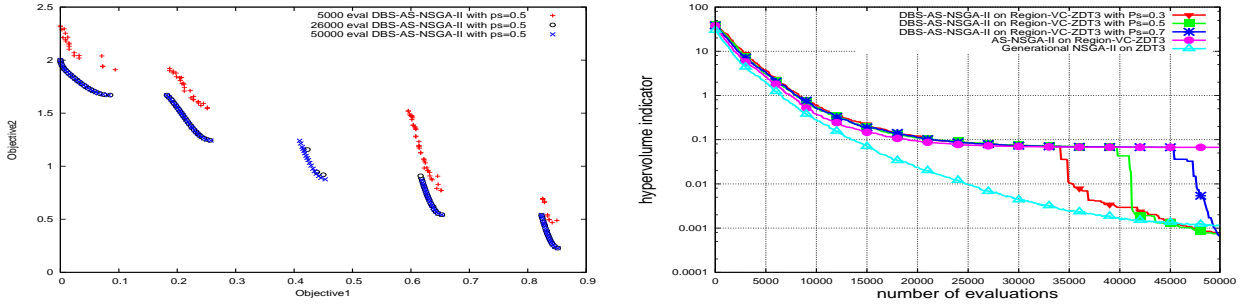 5000 eval DBS-AS-NSGA-II with ps=0.5
26000 eval DBS-AS-NSGA-II with ps=0.5
50000 eval DBS-AS-NSGA-II with ps=0.5
2.5
2
1.5
1
0.5
0
Objective2
0
0.1
0.2
0.3
0.4
0.5
0.6
0.7
0.8
0.9
Objective1
DBS-AS-NSGA-II on Region-VC-ZDT3 with Ps=0.3
DBS-AS-NSGA-II on Region-VC-ZDT3 with Ps=0.5
DBS-AS-NSGA-II on Region-VC-ZDT3 with Ps=0.7
AS-NSGA-II on Region-VC-ZDT3
Generational NSGA-II on ZDT3
100
10
1
0.1
0.01
0.001
0.0001
hypervolume indicator
0
5000
10000
15000
20000
25000
30000
35000
40000
45000
50000
number of evaluations